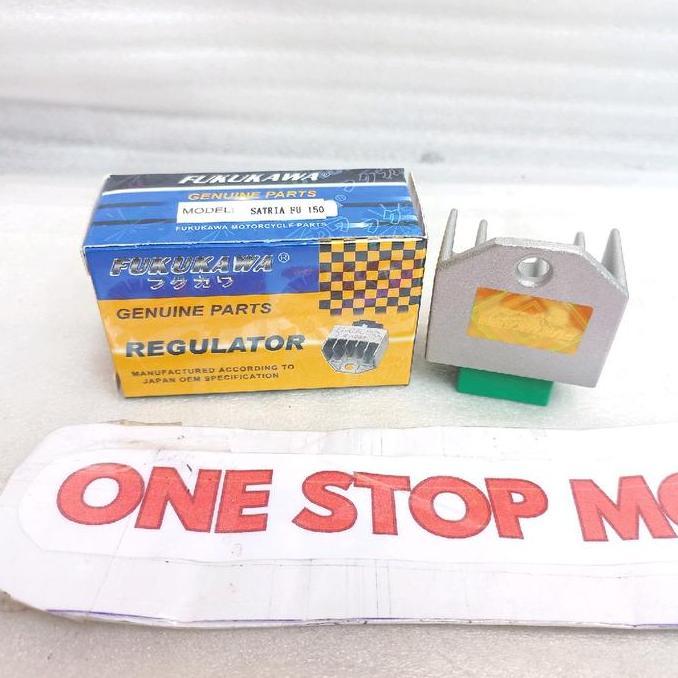 FUKUKAWA
GENUINE PARTS
MODEL: SATRIA FU 150
FUKUKAWA MOTORCYCLE PARTS
FUKUKAWA®
フクカワ
GENUINE PARTS
REGULATOR
MANUFACTURED ACCORDING TO
JAPAN OEM SPECIFICATION
ONE STOP MO